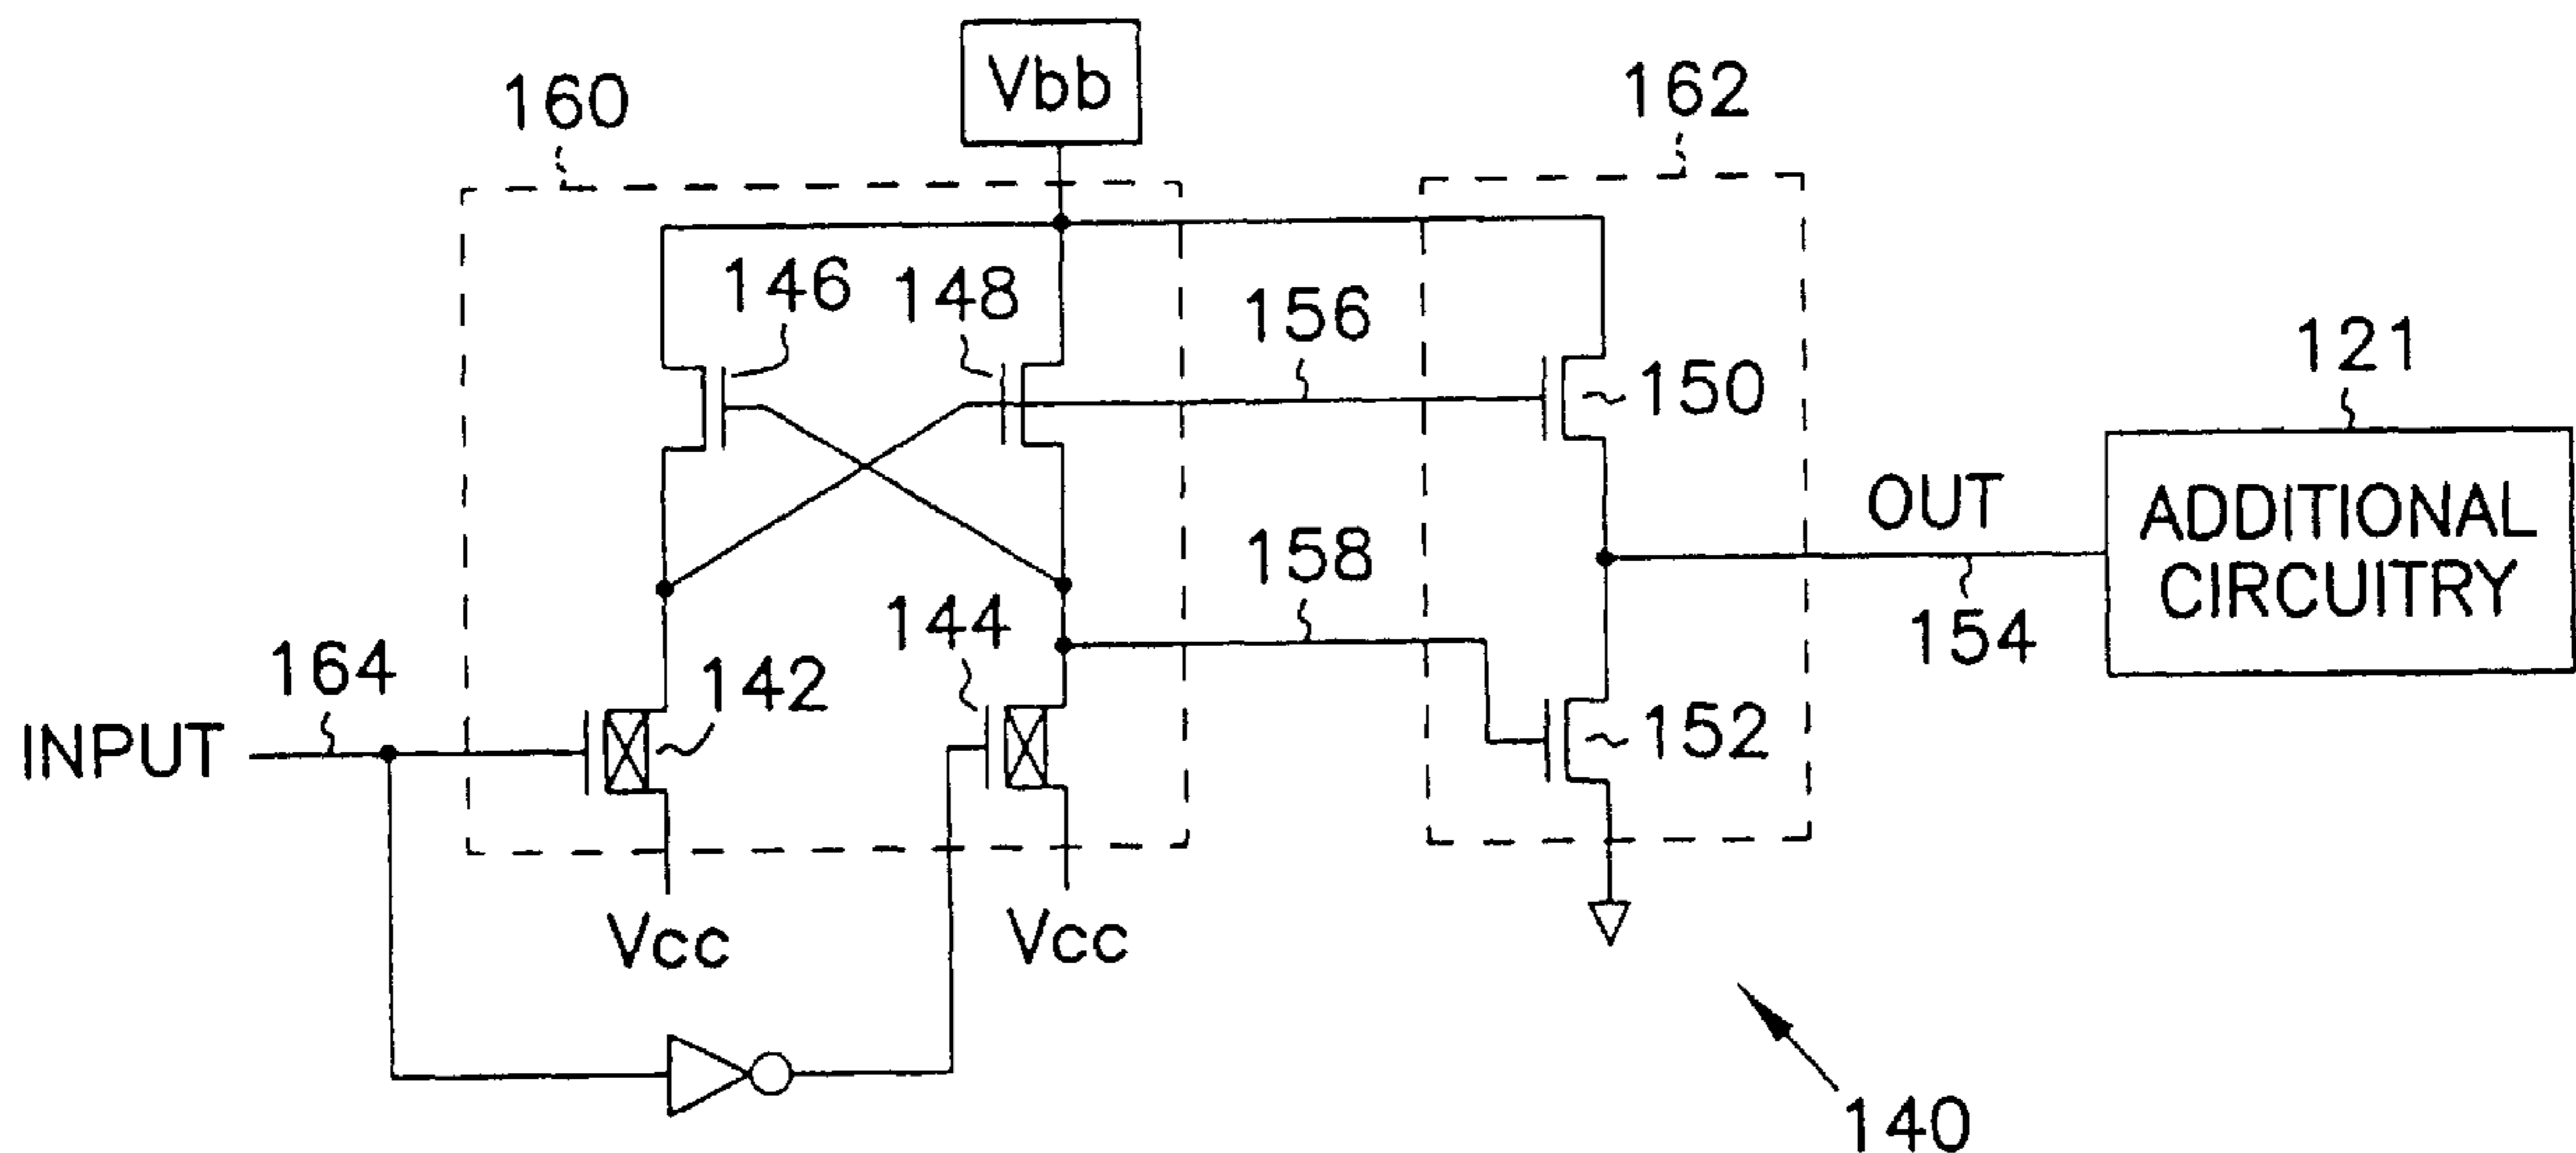 Vbb
160
162
146
148
156
150
121
OUT
ADDITIONAL
CIRCUITRY
158
144
154
164
142
152
INPUT
Vcc
Vcc
140